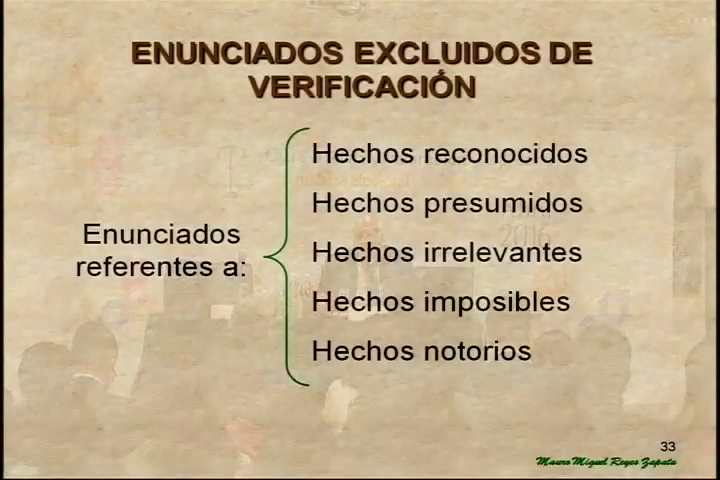 ENUNCIADOS EXCLUIDOS DE
VERIFICACIÓN
Enunciados
referentes a:
Hechos reconocidos
Hechos presumidos
Hechos irrelevantes
Hechos imposibles
Hechos notorios
33
Mauro Miguel Reyes Zapata